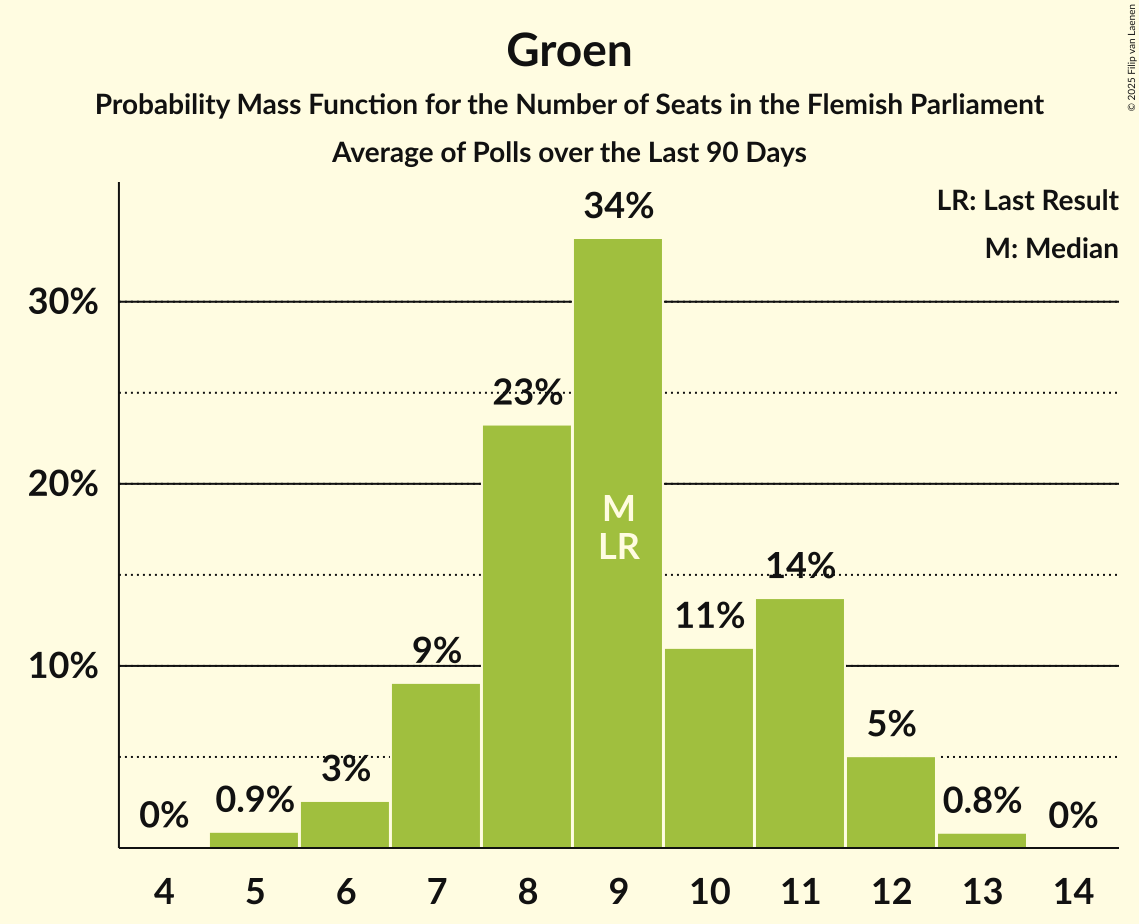 Groen
Probability Mass Function for the Number of Seats in the Flemish Parliament
Average of Polls over the Last 90 Days
© 2025 Filip van Laenen
LR: Last Result
M: Median
30%
20%
10%
0%
0.9%
3%
9%
23%
34%
M
LR
11%
14%
5%
0.8%
0%
4 5 6 7 8 9 10 11 12 13 14